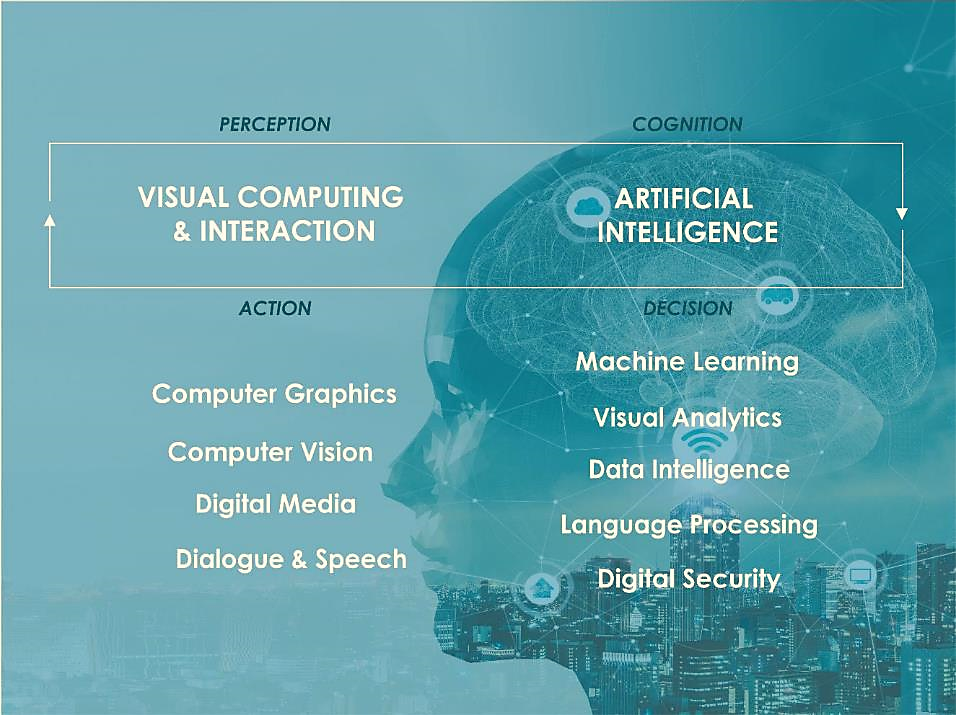 PERCEPTION
COGNITION
VISUAL COMPUTING
& INTERACTION
ARTIFICIAL
INTELLIGENCE
ACTION
DECISION
Computer Graphics
Computer Vision
Digital Media
Dialogue & Speech
Machine Learning
Visual Analytics
Data Intelligence
Language Processing
Digital Security